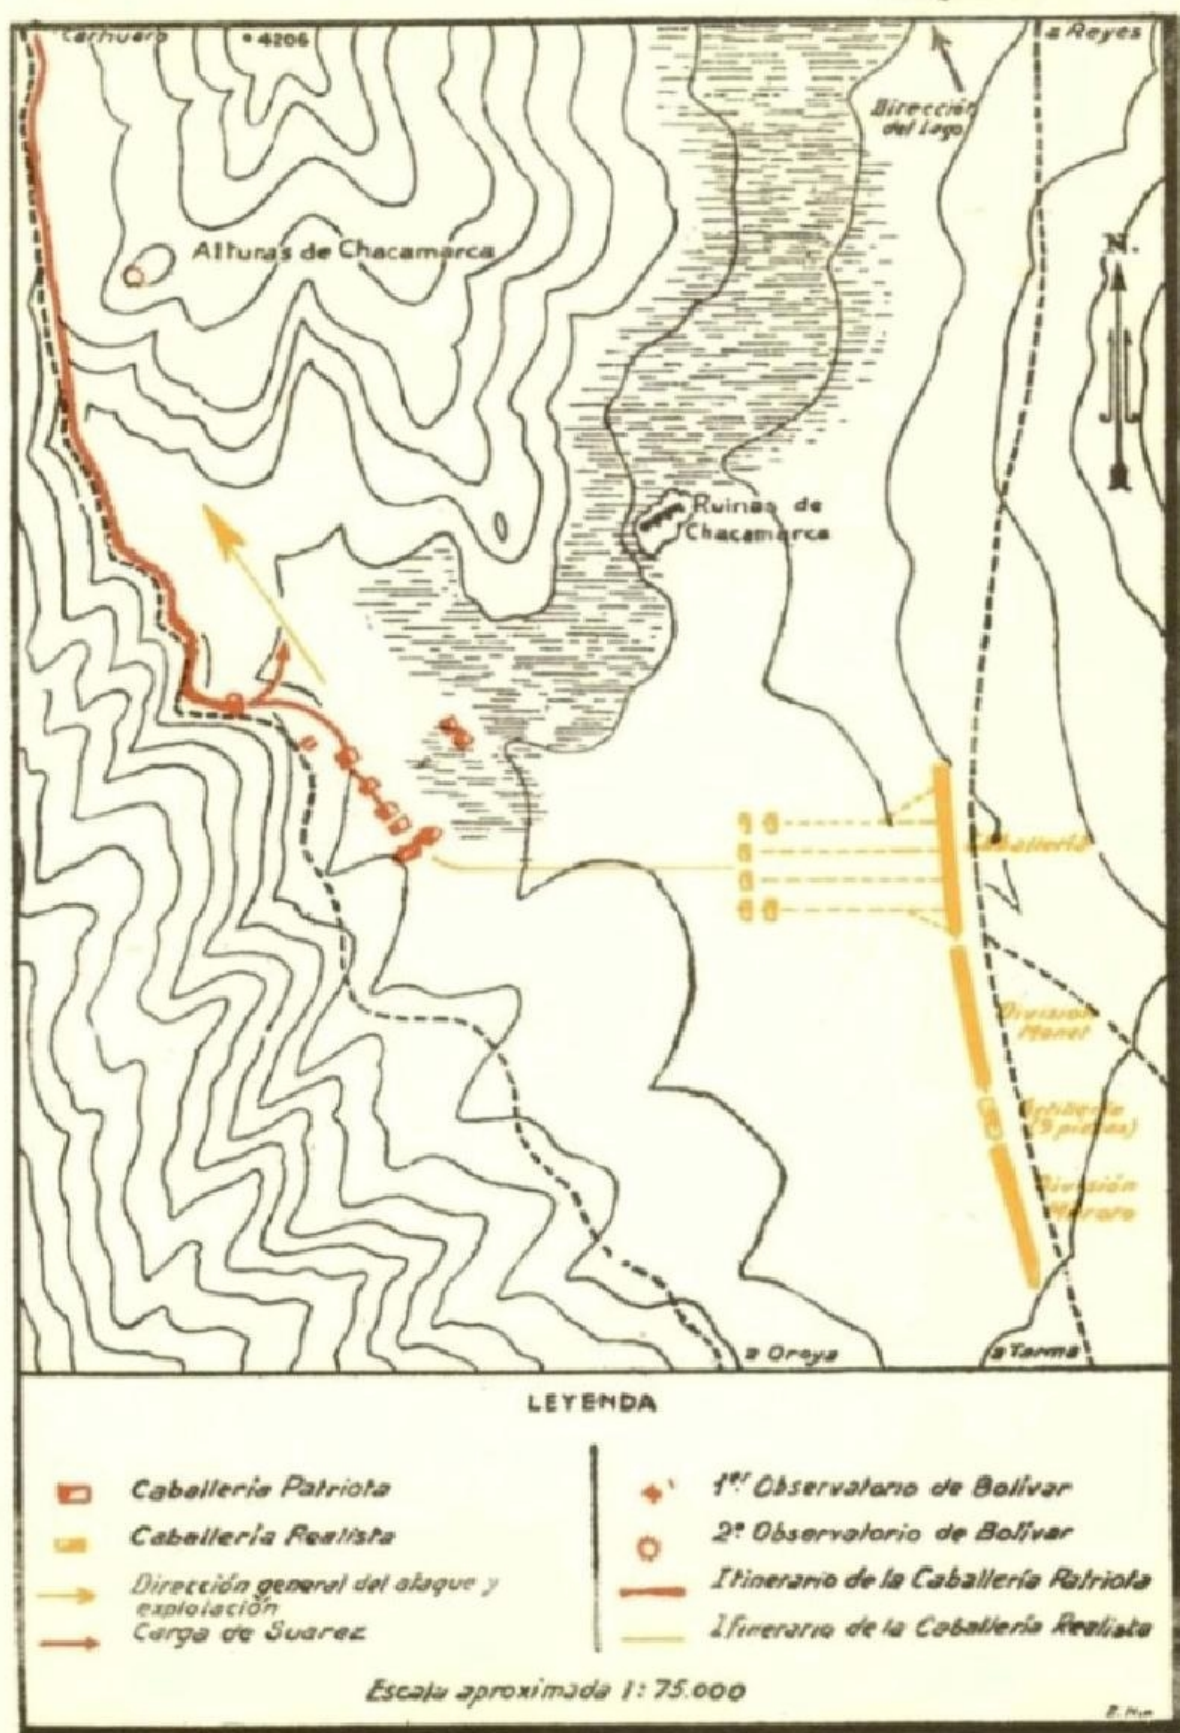 Carhuaro
4206
a Reyes
Dirección
del Lago
N.
Alturas de Chacamarca
Ruinas de
Chacamarca
Caballería
División
Monet
Artillería
(9 piezas)
División
Maroto
a Oroya
a Tarma
LEYENDA
Caballería Patriota
Caballería Realista
Dirección general del ataque y
explotación
Carga de Suarez
1er Observatorio de Bolívar
2º Observatorio de Bolívar
Itinerario de la Caballería Patriota
Itinerario de la Caballería Realista
Escala aproximada 1:75.000